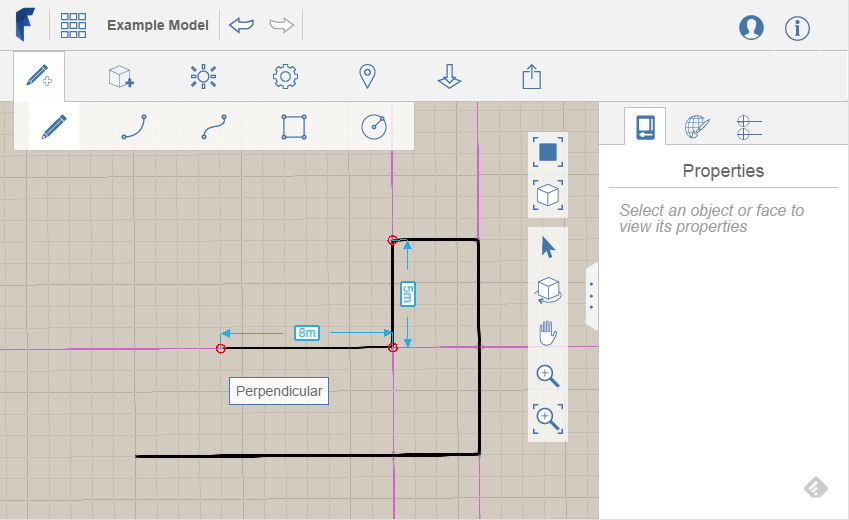 Example Model
Properties
Select an object or face to
view its properties
5m
8m
Perpendicular